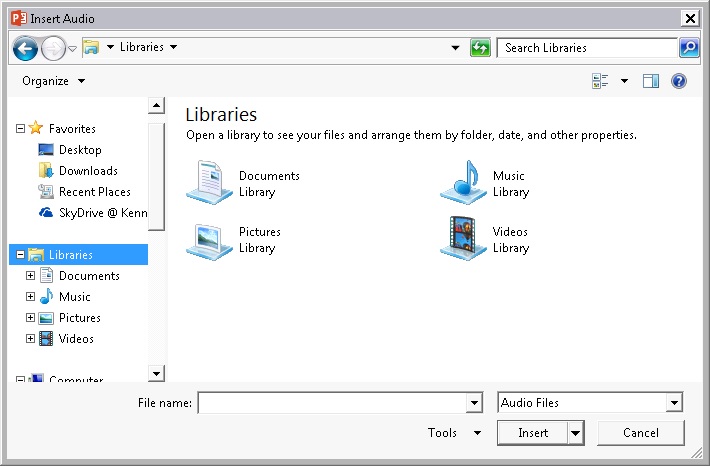 Insert Audio
Libraries
Search Libraries
Organize
Favorites
Desktop
Downloads
Recent Places
SkyDrive @ Kenn
Libraries
Documents
Music
Pictures
Videos
Computer
Libraries
Open a library to see your files and arrange them by folder, date, and other properties.
Documents
Library
Music
Library
Pictures
Library
Videos
Library
File name:
Audio Files
Tools
Insert
Cancel